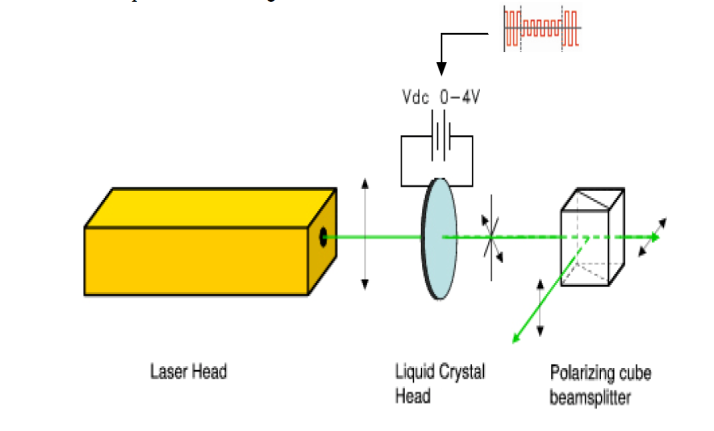 Vdc 0-4V
Laser Head
Liquid Crystal
Head
Polarizing cube
beamsplitter